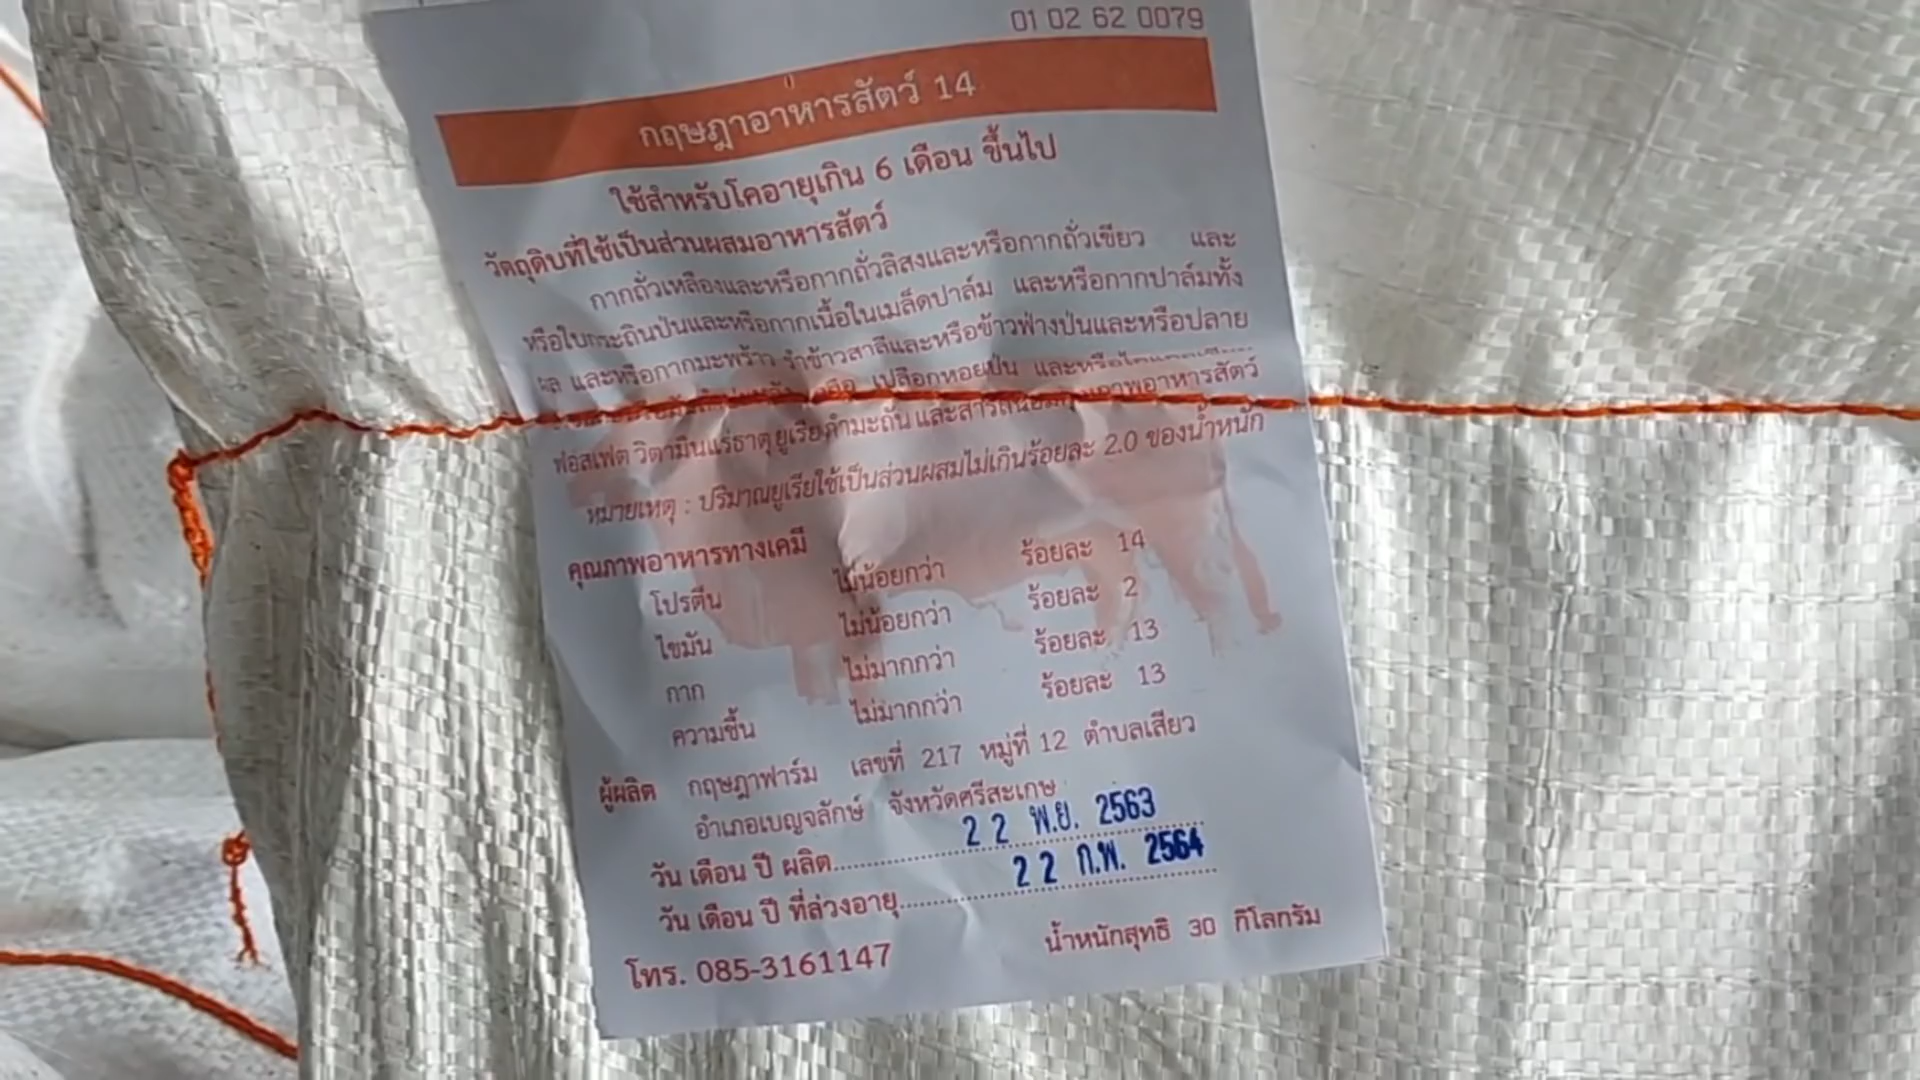 01 02 62 0079
กฤษฎาอาหารสัตว์ 14
ใช้สำหรับโคอายุเกิน 6 เดือน ขึ้นไป
วัตถุดิบที่ใช้เป็นส่วนผสมอาหารสัตว์
กากถั่วเหลืองและหรือกากถั่วลิสงและหรือกากถั่วเขียว และ
หรือใบกระถินป่นและหรือกากเนื้อในเมล็ดปาล์ม และหรือกากปาล์มทั้ง
ผล และหรือกากมะพร้าว รำข้าวสาลีและหรือข้าวฟ่างป่นและหรือปลาย
เปลือกหอยป่น และหรือ
ฟอสเฟต วิตามินแร่ธาตุ ยูเรีย กำมะถัน และสาร ภาพอาหารสัตว์
หมายเหตุ : ปริมาณยูเรียใช้เป็นส่วนผสมไม่เกินร้อยละ 2.0 ของน้ำหนัก
คุณภาพอาหารทางเคมี
โปรตีน ไม่น้อยกว่า ร้อยละ 14
ไขมัน ไม่น้อยกว่า ร้อยละ 2
กาก ไม่มากกว่า ร้อยละ 13
ความชื้น ไม่มากกว่า ร้อยละ 13
ผู้ผลิต กฤษฎาฟาร์ม เลขที่ 217 หมู่ที่ 12 ตำบลเสียว
อำเภอเบญจลักษ์ จังหวัดศรีสะเกษ
วัน เดือน ปี ผลิต 22 พ.ย. 2563
วัน เดือน ปี ที่ล่วงอายุ 22 ก.พ. 2564
โทร. 085-3161147 น้ำหนักสุทธิ 30 กิโลกรัม